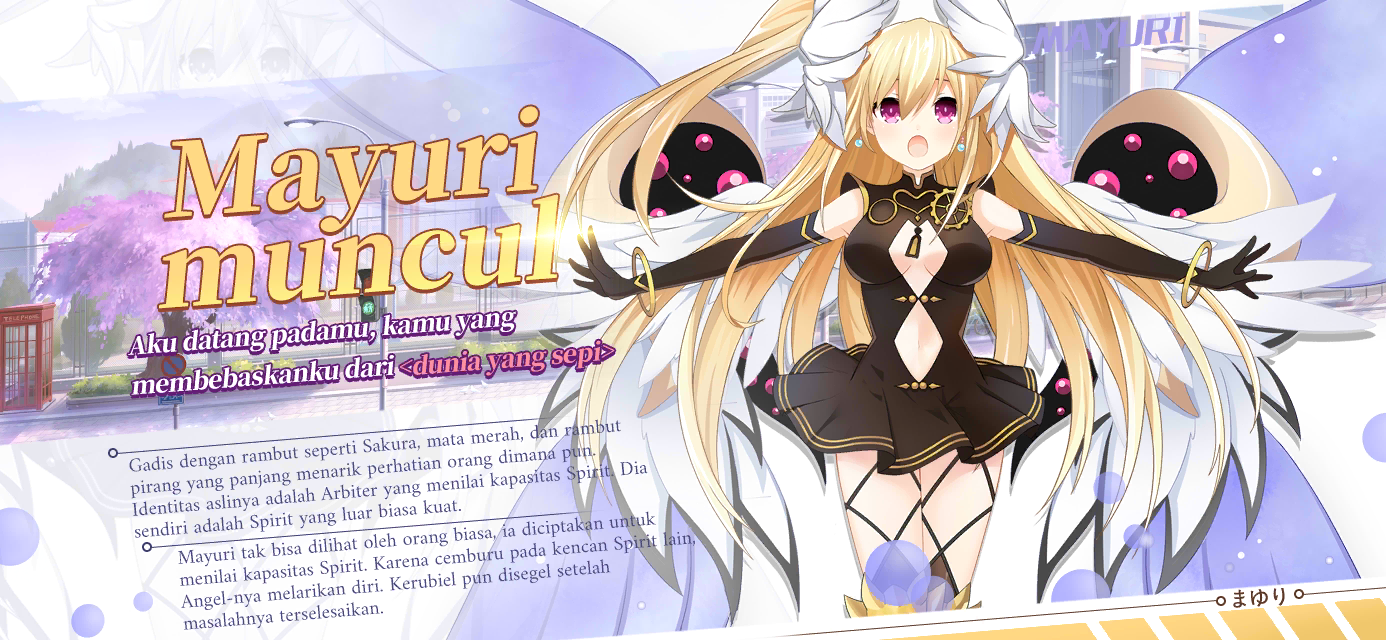 MAYURI
Mayuri
muncul
Aku datang padamu, kamu yang
membebaskanku dari <dunia yang sepi>
TELEPHONE
Gadis dengan rambut seperti Sakura, mata merah, dan rambut
pirang yang panjang menarik perhatian orang dimana pun.
Identitas aslinya adalah Arbiter yang menilai kapasitas Spirit. Dia
sendiri adalah Spirit yang luar biasa kuat.
Mayuri tak bisa dilihat oleh orang biasa, ia diciptakan untuk
menilai kapasitas Spirit. Karena cemburu pada kencan Spirit lain,
Angel-nya melarikan diri. Kerubiel pun disegel setelah
masalahnya terselesaikan.
まゆり